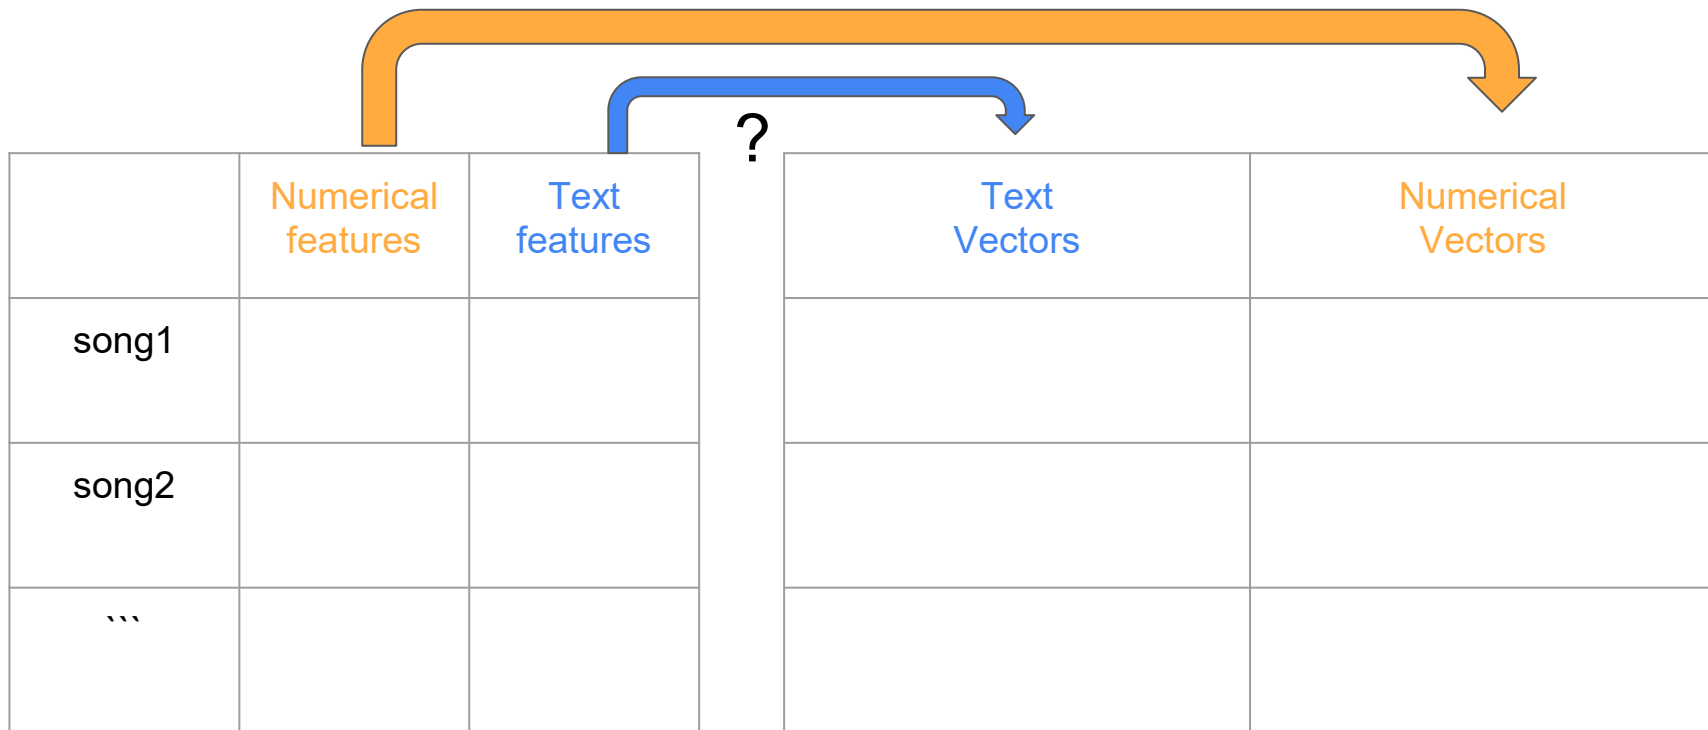 ?
Numerical
features
Text
features
Text
Vectors
Numerical
Vectors
song1
song2
```